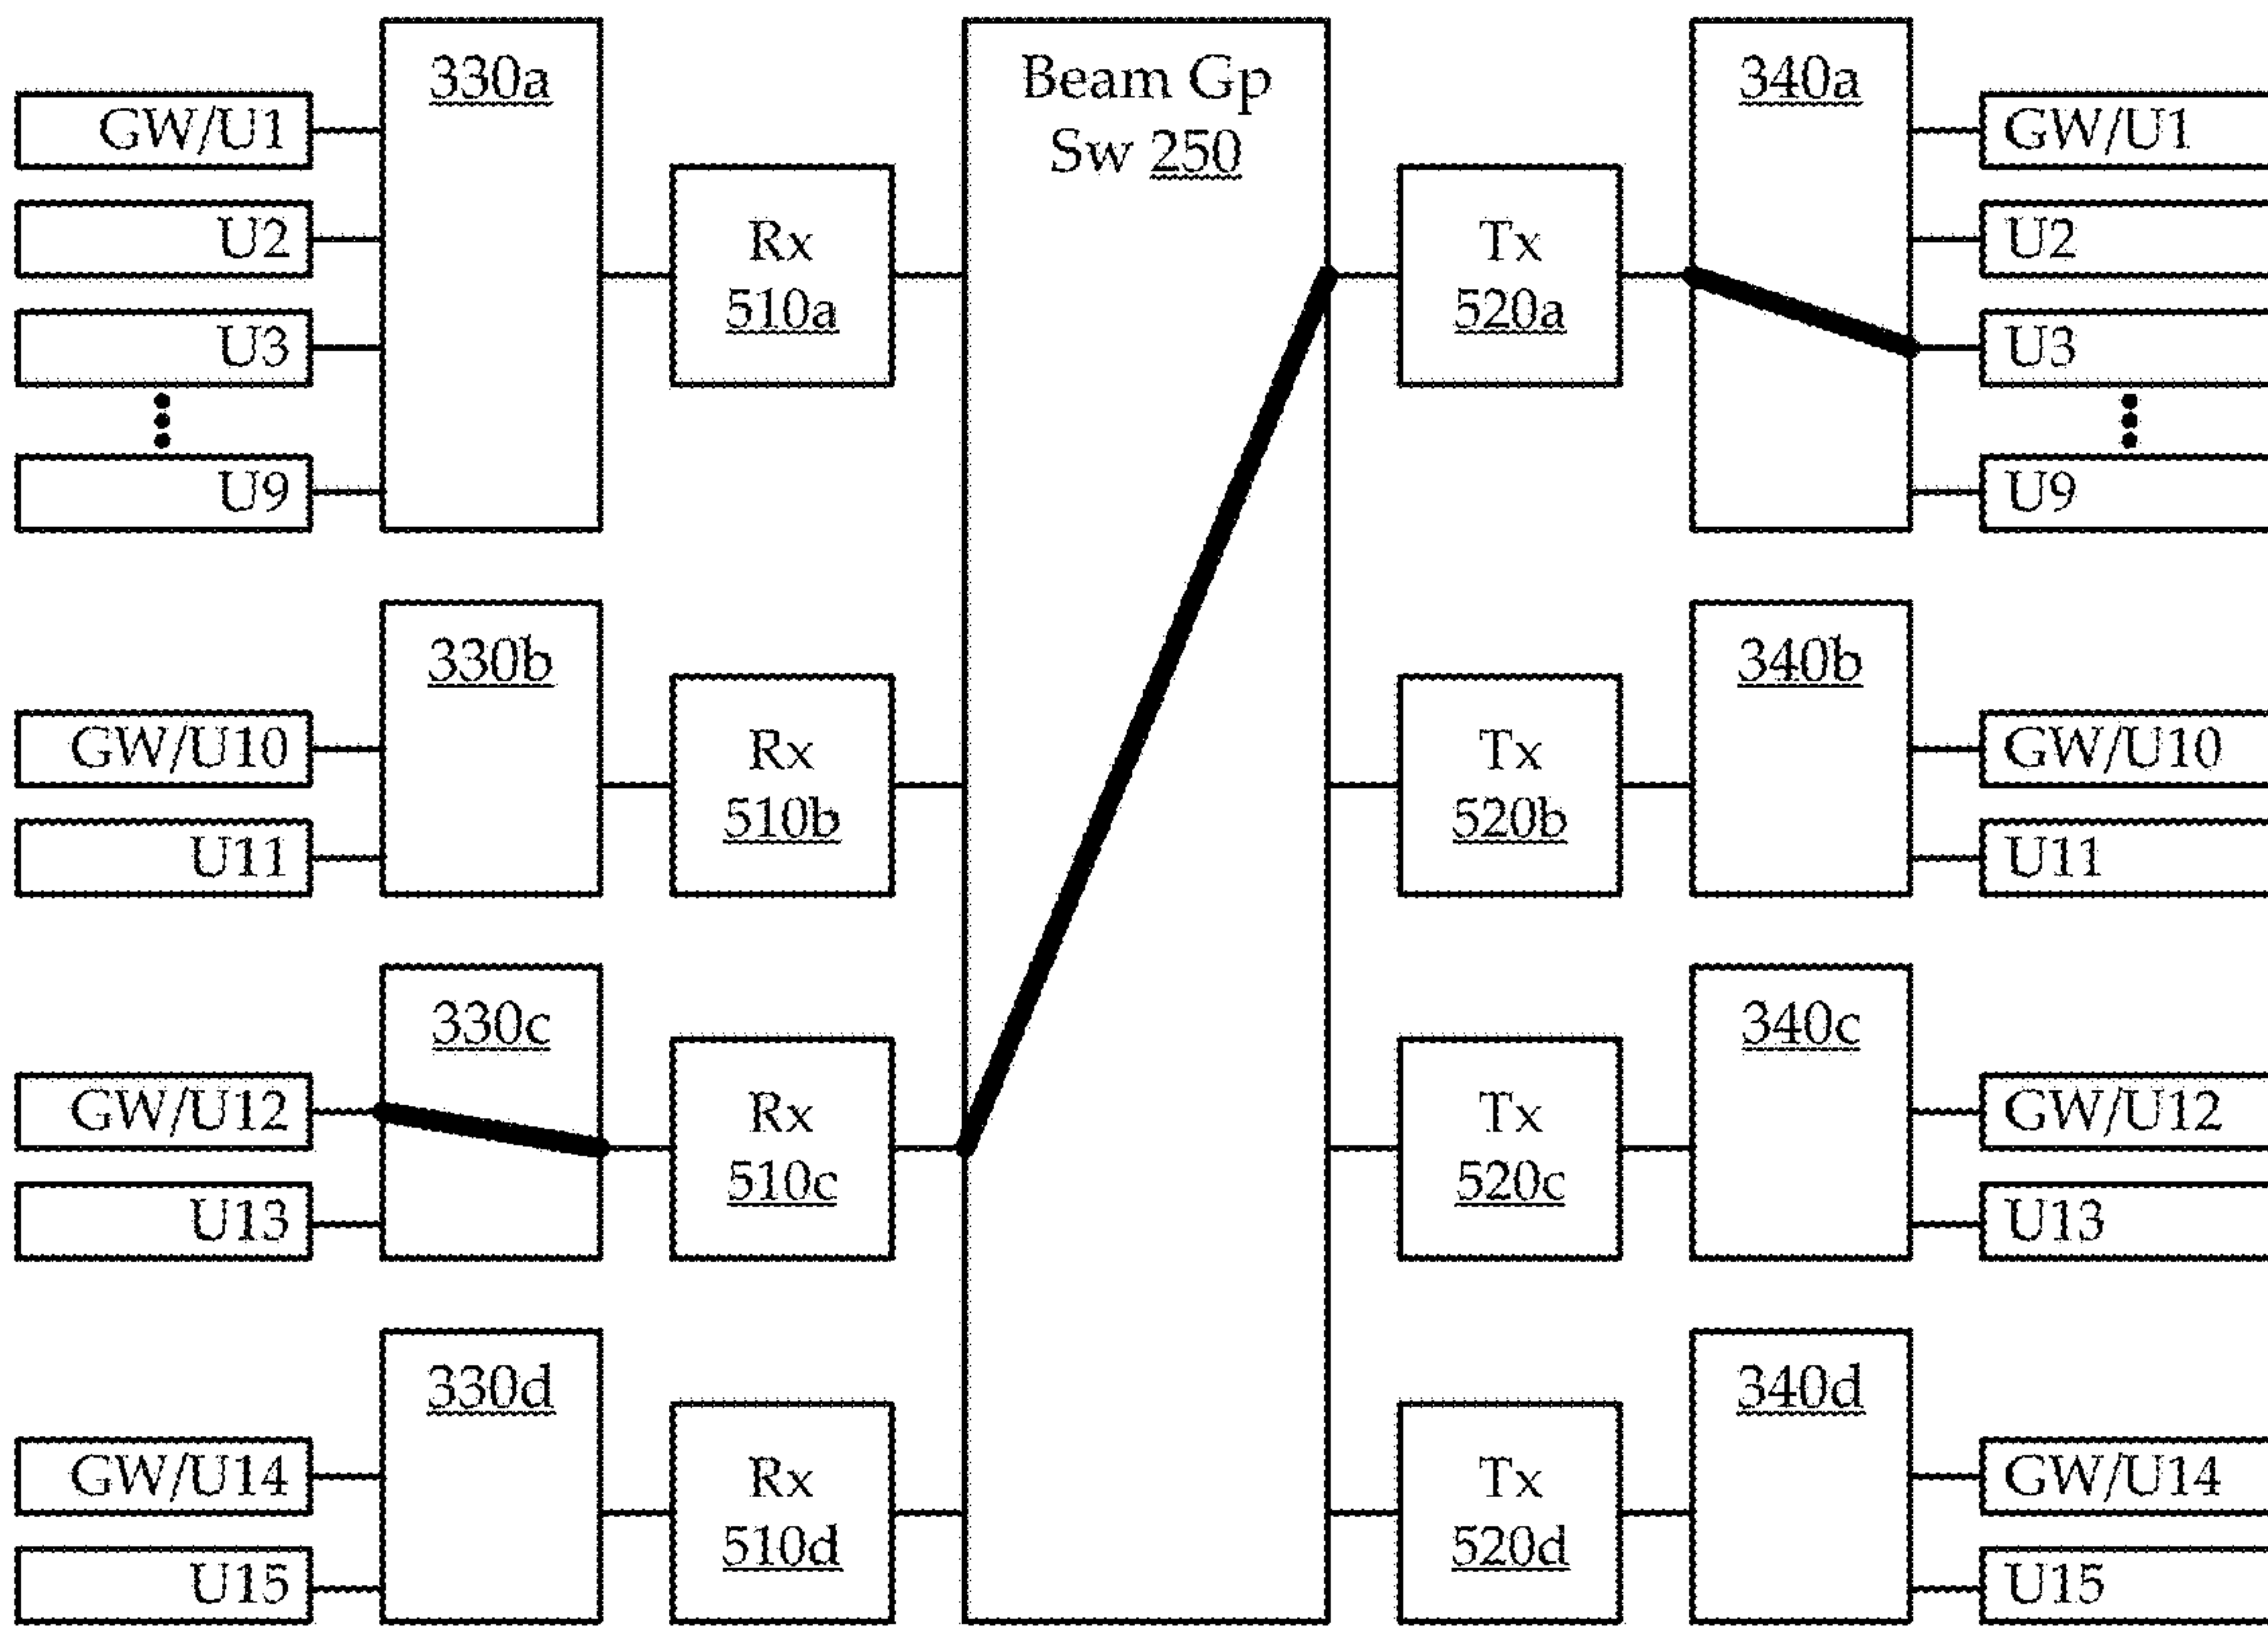 330a
GW/U1
U2
U3
U9
Rx
510a
Beam Gp
Sw 250
Tx
520a
340a
GW/U1
U2
U3
U9
330b
GW/U10
U11
Rx
510b
Tx
520b
340b
GW/U10
U11
330c
GW/U12
U13
Rx
510c
Tx
520c
340c
GW/U12
U13
330d
GW/U14
U15
Rx
510d
Tx
520d
340d
GW/U14
U15